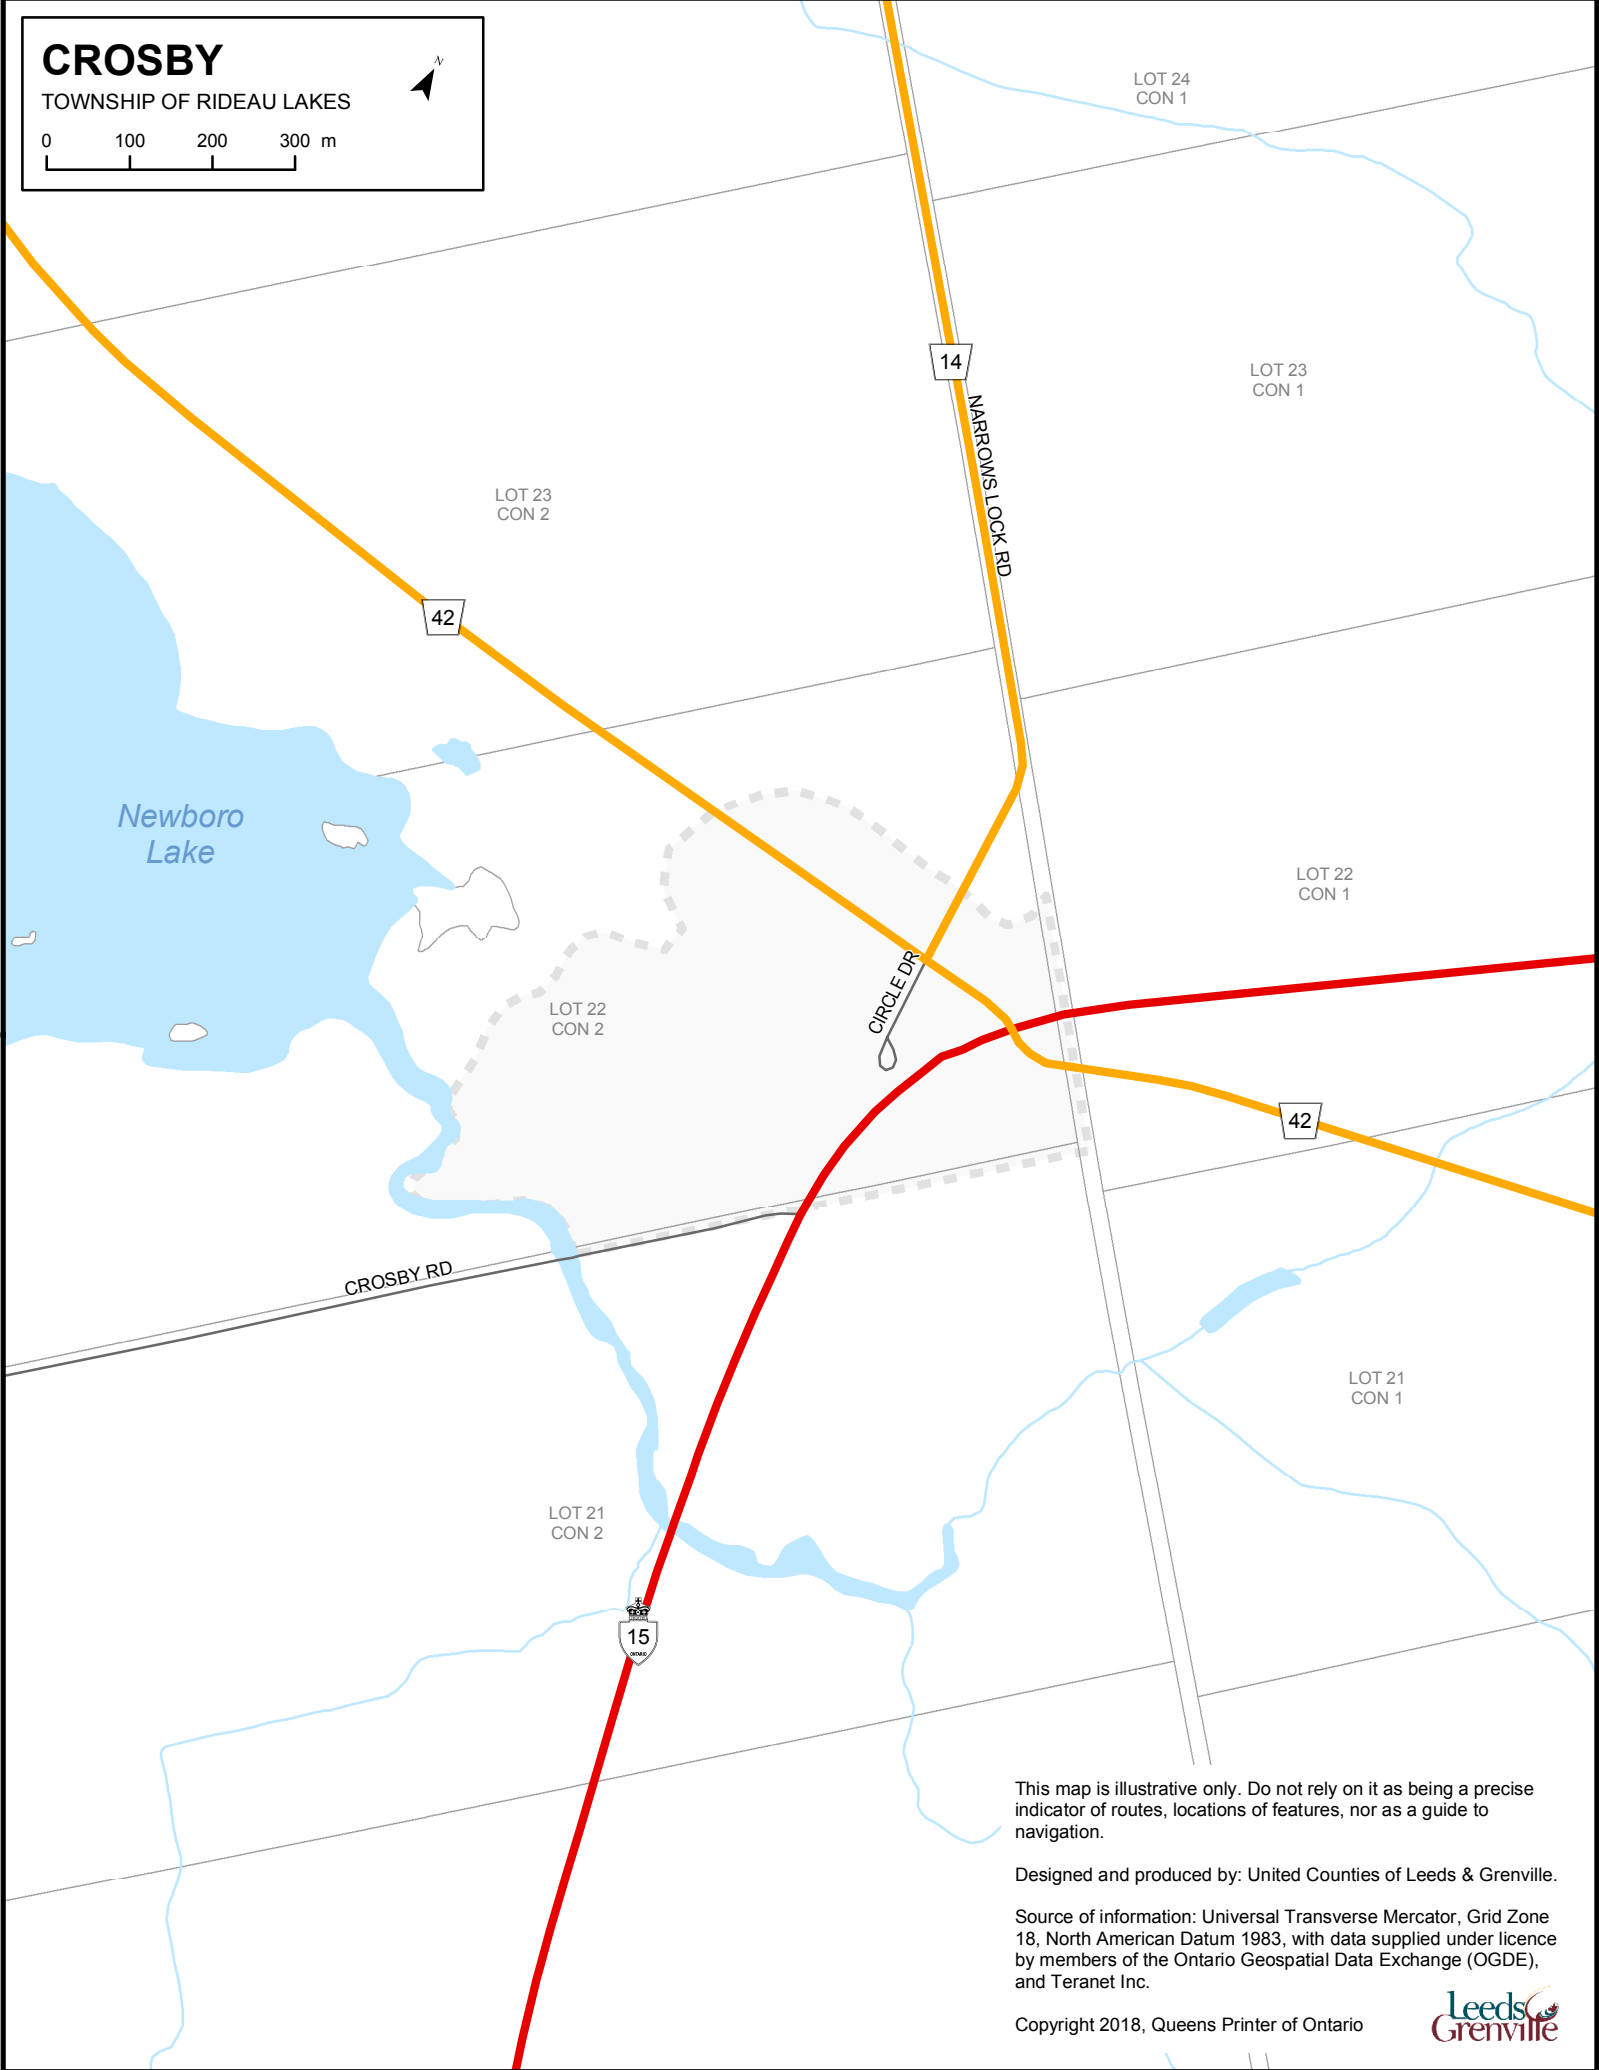 CROSBY
N
TOWNSHIP OF RIDEAU LAKES
0 100 200 300 m
LOT 24
CON 1
14
LOT 23
CON 1
NARROWS LOCK RD
LOT 23
CON 2
42
Newboro
Lake
LOT 22
CON 1
CIRCLE DR
LOT 22
CON 2
42
CROSBY RD
LOT 21
CON 1
LOT 21
CON 2
15
ONTARIO
This map is illustrative only. Do not rely on it as being a precise
indicator of routes, locations of features, nor as a guide to
navigation.
Designed and produced by: United Counties of Leeds & Grenville.
Source of information: Universal Transverse Mercator, Grid Zone
18, North American Datum 1983, with data supplied under licence
by members of the Ontario Geospatial Data Exchange (OGDE),
and Teranet Inc.
Copyright 2018, Queens Printer of Ontario
Leeds
Grenville